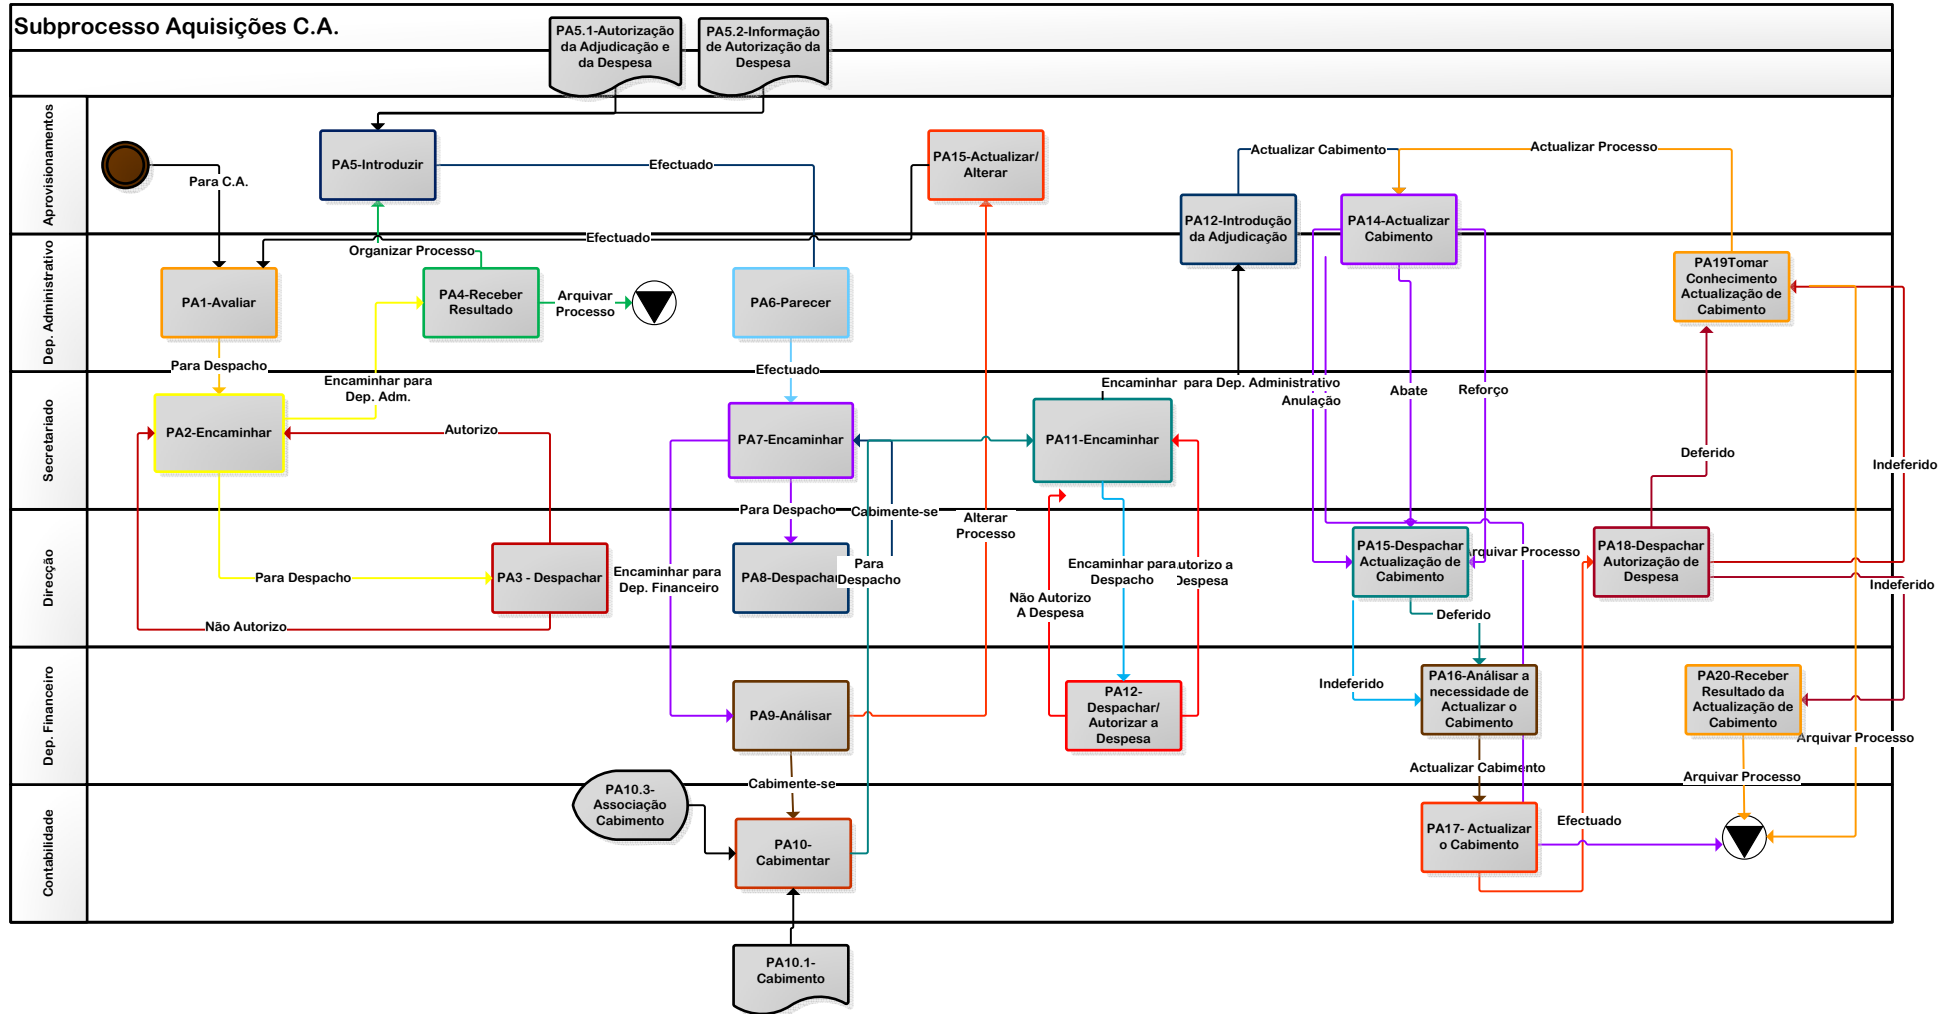 Subprocesso Aquisições C.A.
PA5.1-Autorização
da Adjudicação e
da Despesa
PA5.2-Informação
de Autorização da
Despesa
Aprovisionamentos
Para C.A.
PA5-Introduzir
Efectuado
PA15-Actualizar/
Alterar
Actualizar Cabimento
Actualizar Processo
PA12-Introdução
da Adjudicação
PA14-Actualizar
Cabimento
Efectuado
Organizar Processo
Dep. Administrativo
PA1-Avaliar
PA4-Receber
Resultado
Arquivar
Processo
PA6-Parecer
PA19Tomar
Conhecimento
Actualização de
Cabimento
Para Despacho
Encaminhar para
Dep. Adm.
Efectuado
Encaminhar para Dep. Administrativo
Anulação
Abate
Reforço
Secretariado
PA2-Encaminhar
Autorizo
PA7-Encaminhar
PA11-Encaminhar
Deferido
Indeferido
Para Despacho
Cabimente-se
Alterar
Processo
Direcção
Para Despacho
PA3 - Despachar
Encaminhar para
Dep. Financeiro
PA8-Despachar
Para
Despacho
Encaminhar para
Despacho
utorizo a
Despesa
Não Autorizo
A Despesa
PA15-Despachar
Actualização de
Cabimento
Arquivar Processo
PA18-Despachar
Autorização de
Despesa
Indeferido
Não Autorizo
Deferido
Dep. Financeiro
PA9-Análisar
PA12-
Despachar/
Autorizar a
Despesa
Indeferido
PA16-Análisar a
necessidade de
Actualizar o
Cabimento
PA20-Receber
Resultado da
Actualização de
Cabimento
Arquivar Processo
Cabimente-se
Actualizar Cabimento
Arquivar Processo
Contabilidade
PA10.3-
Associação
Cabimento
PA10-
Cabimentar
PA17- Actualizar
o Cabimento
Efectuado
PA10.1-
Cabimento